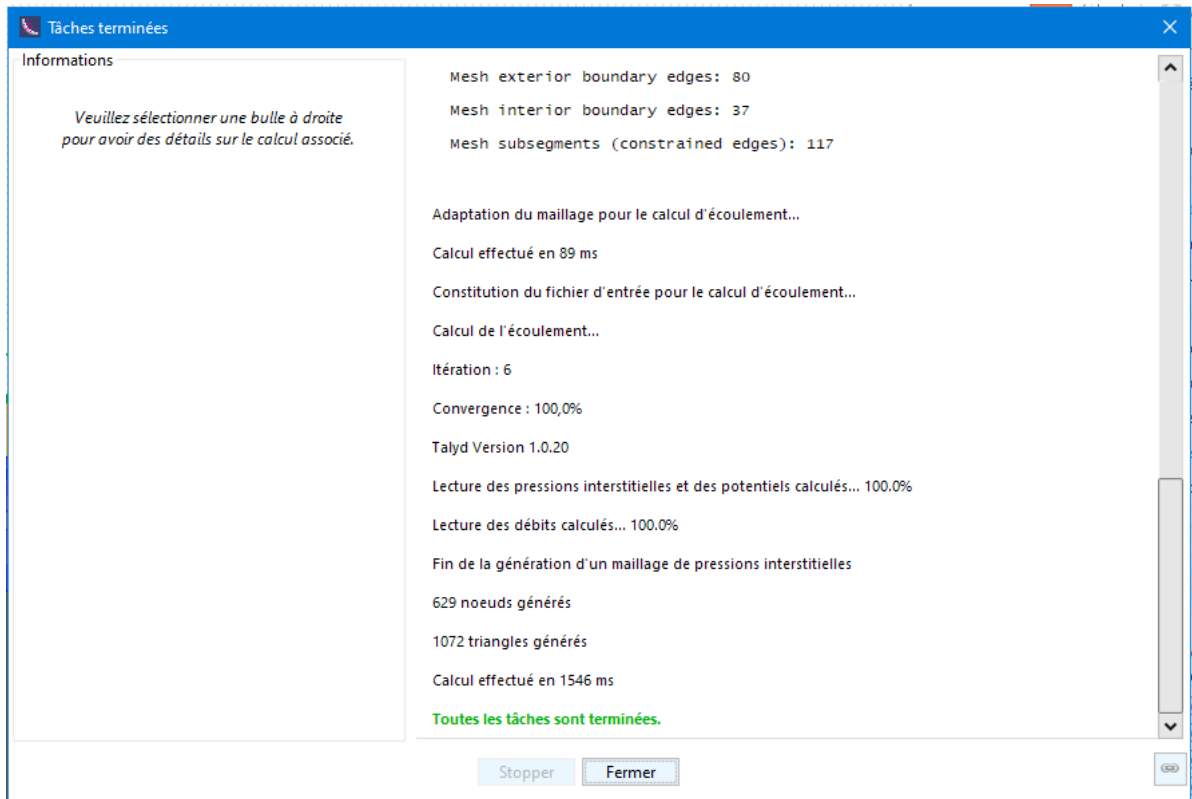 Tâches terminées
Informations
Veuillez sélectionner une bulle à droite
pour avoir des détails sur le calcul associé.
Mesh exterior boundary edges: 80
Mesh interior boundary edges: 37
Mesh subsegments (constrained edges): 117
Adaptation du maillage pour le calcul d'écoulement...
Calcul effectué en 89 ms
Constitution du fichier d'entrée pour le calcul d'écoulement...
Calcul de l'écoulement...
Itération : 6
Convergence : 100,0%
Talyd Version 1.0.20
Lecture des pressions interstitielles et des potentiels calculés... 100.0%
Lecture des débits calculés... 100.0%
Fin de la génération d'un maillage de pressions interstitielles
629 noeuds générés
1072 triangles générés
Calcul effectué en 1546 ms
Toutes les tâches sont terminées.
Stopper
Fermer